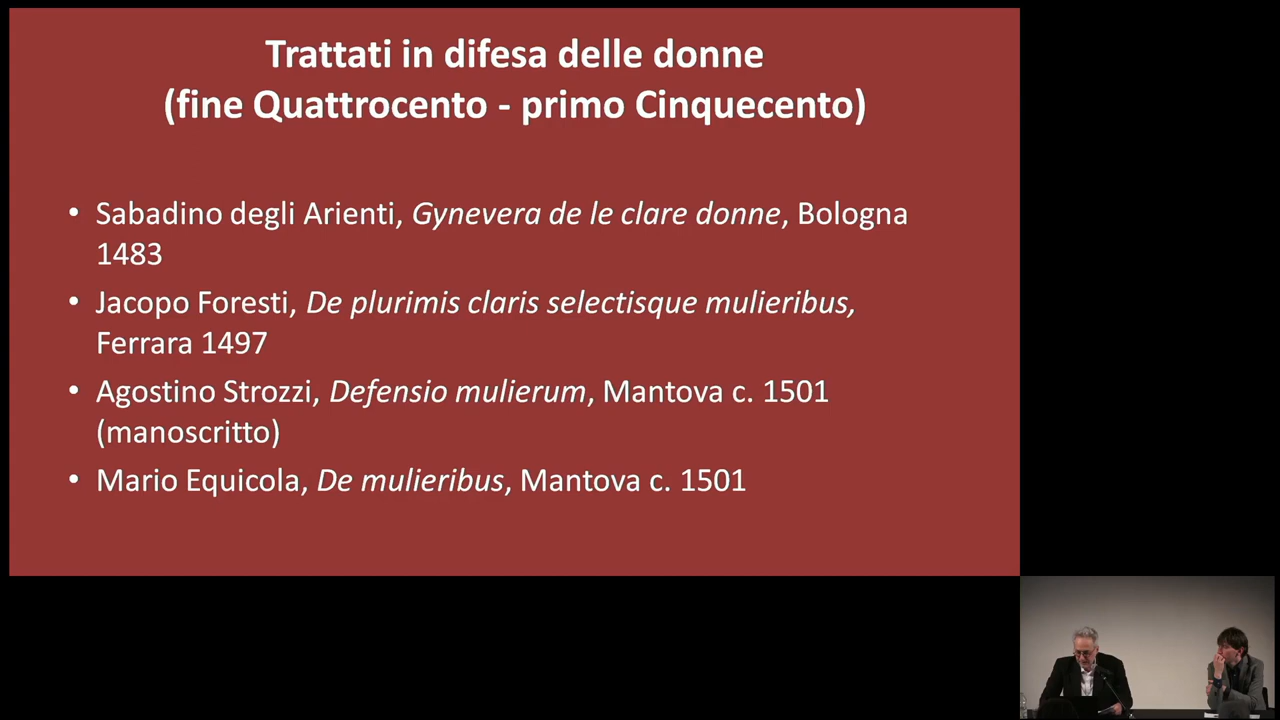 Trattati in difesa delle donne
(fine Quattrocento - primo Cinquecento)
• Sabadino degli Arienti, Gynevera de le clare donne, Bologna
1483
• Jacopo Foresti, De plurimis claris selectisque mulieribus,
Ferrara 1497
• Agostino Strozzi, Defensio mulierum, Mantova c. 1501
(manoscritto)
• Mario Equicola, De mulieribus, Mantova c. 1501